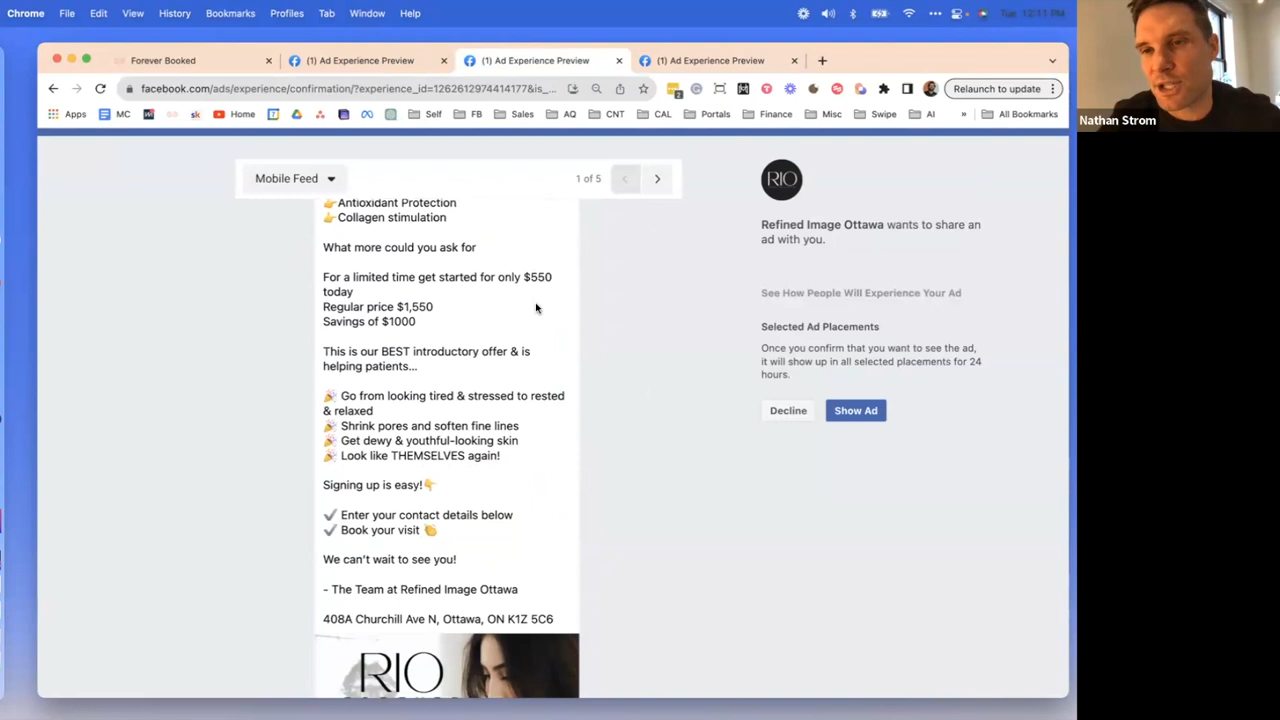 Chrome File Edit View History Bookmarks Profiles Tab Window Help Tue 12:11 PM
Forever Booked (1) Ad Experience Preview (1) Ad Experience Preview (1) Ad Experience Preview
facebook.com/ads/experience/confirmation/?experience_id=1262612974414177&is_... Relaunch to update
Apps MC sk Home Self FB Sales AQ CNT CAL Portals Finance Misc Swipe AI » All Bookmarks
Nathan Strom
Mobile Feed 1 of 5
👉Antioxidant Protection
👉Collagen stimulation
What more could you ask for
For a limited time get started for only $550
today
Regular price $1,550
Savings of $1000
This is our BEST introductory offer & is
helping patients...
🎉 Go from looking tired & stressed to rested
& relaxed
🎉 Shrink pores and soften fine lines
🎉 Get dewy & youthful-looking skin
🎉 Look like THEMSELVES again!
Signing up is easy!👇
✔️ Enter your contact details below
✔️ Book your visit 👏
We can't wait to see you!
- The Team at Refined Image Ottawa
408A Churchill Ave N, Ottawa, ON K1Z 5C6
RIO
RIO
Refined Image Ottawa wants to share an
ad with you.
See How People Will Experience Your Ad
Selected Ad Placements
Once you confirm that you want to see the ad,
it will show up in all selected placements for 24
hours.
Decline Show Ad